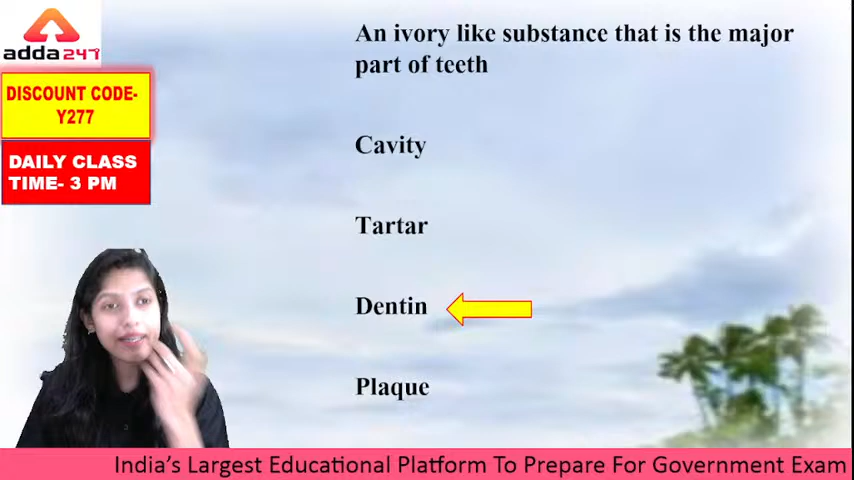 adda247
DISCOUNT CODE-
Y277
DAILY CLASS
TIME- 3 PM
An ivory like substance that is the major
part of teeth
Cavity
Tartar
Dentin
Plaque
India's Largest Educational Platform To Prepare For Government Exam